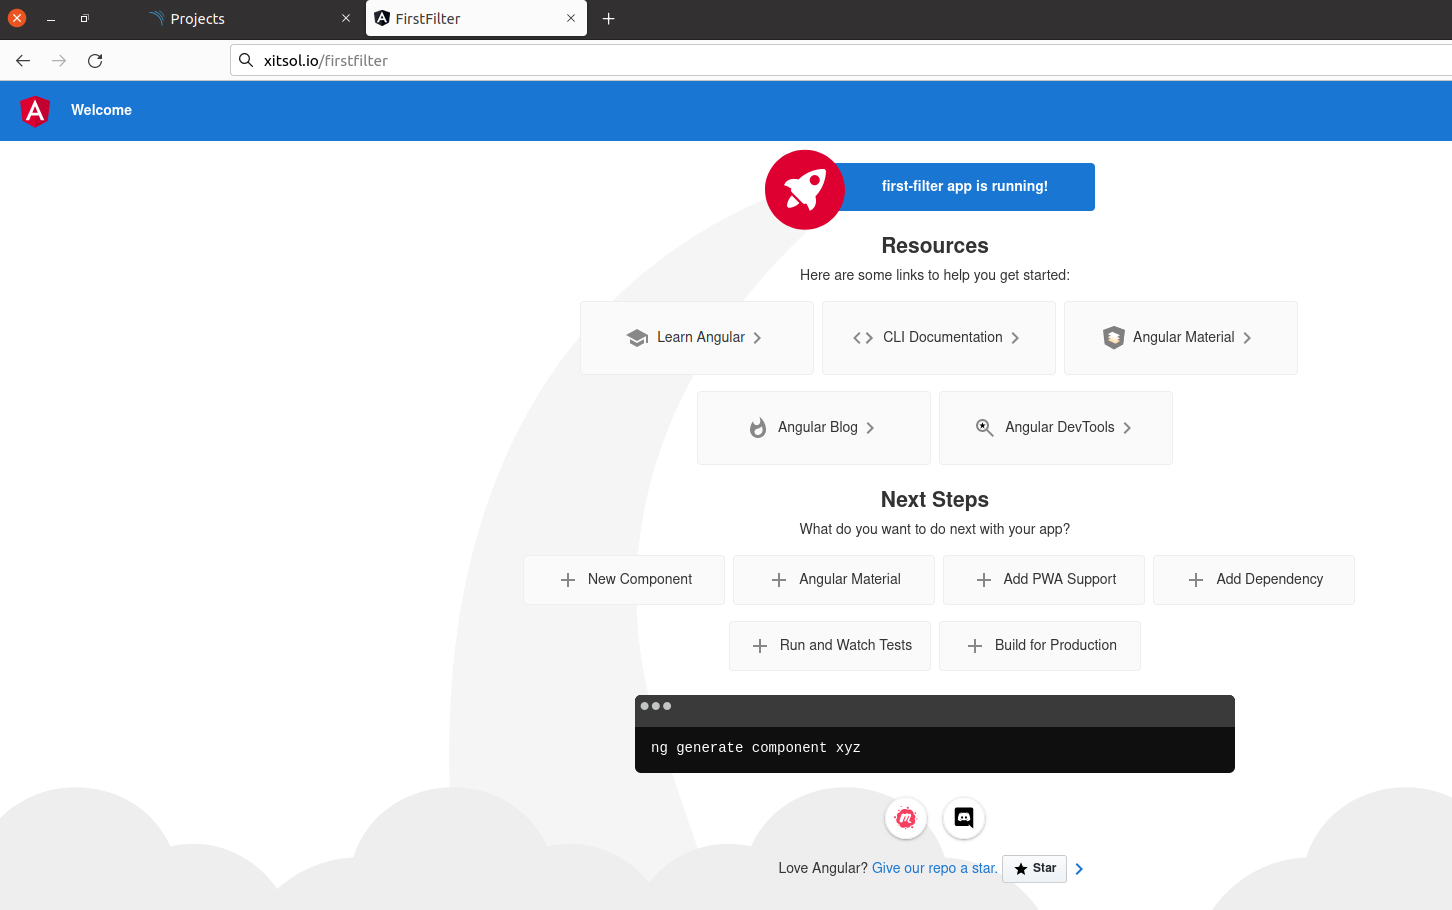 Projects
FirstFilter
xitsol.io/firstfilter
Welcome
first-filter app is running!
Resources
Here are some links to help you get started:
Learn Angular
CLI Documentation
Angular Material
Angular Blog
Angular DevTools
Next Steps
What do you want to do next with your app?
New Component
Angular Material
Add PWA Support
Add Dependency
Run and Watch Tests
Build for Production
ng generate component xyz
Love Angular? Give our repo a star. Star